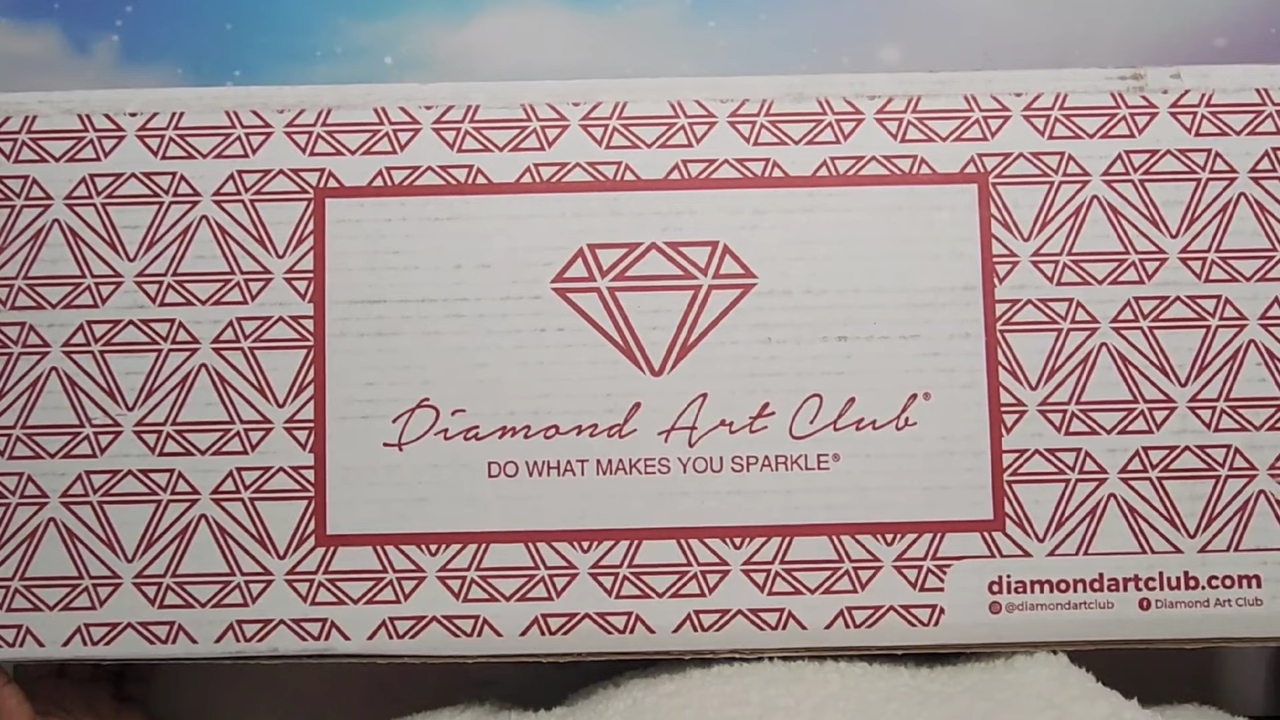 Diamond Art Club®
DO WHAT MAKES YOU SPARKLE®
diamondartclub.com
@diamondartclub Diamond Art Club